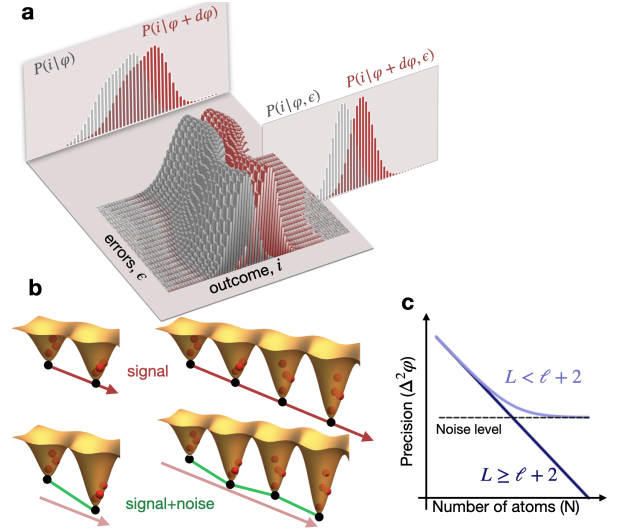 a
P(i|φ)
P(i|φ + dφ)
P(i|φ, ϵ)
P(i|φ + dφ, ϵ)
errors, ϵ
outcome, i
b
signal
signal+noise
c
Precision (Δ²φ)
L < ℓ + 2
Noise level
L ≥ ℓ + 2
Number of atoms (N)